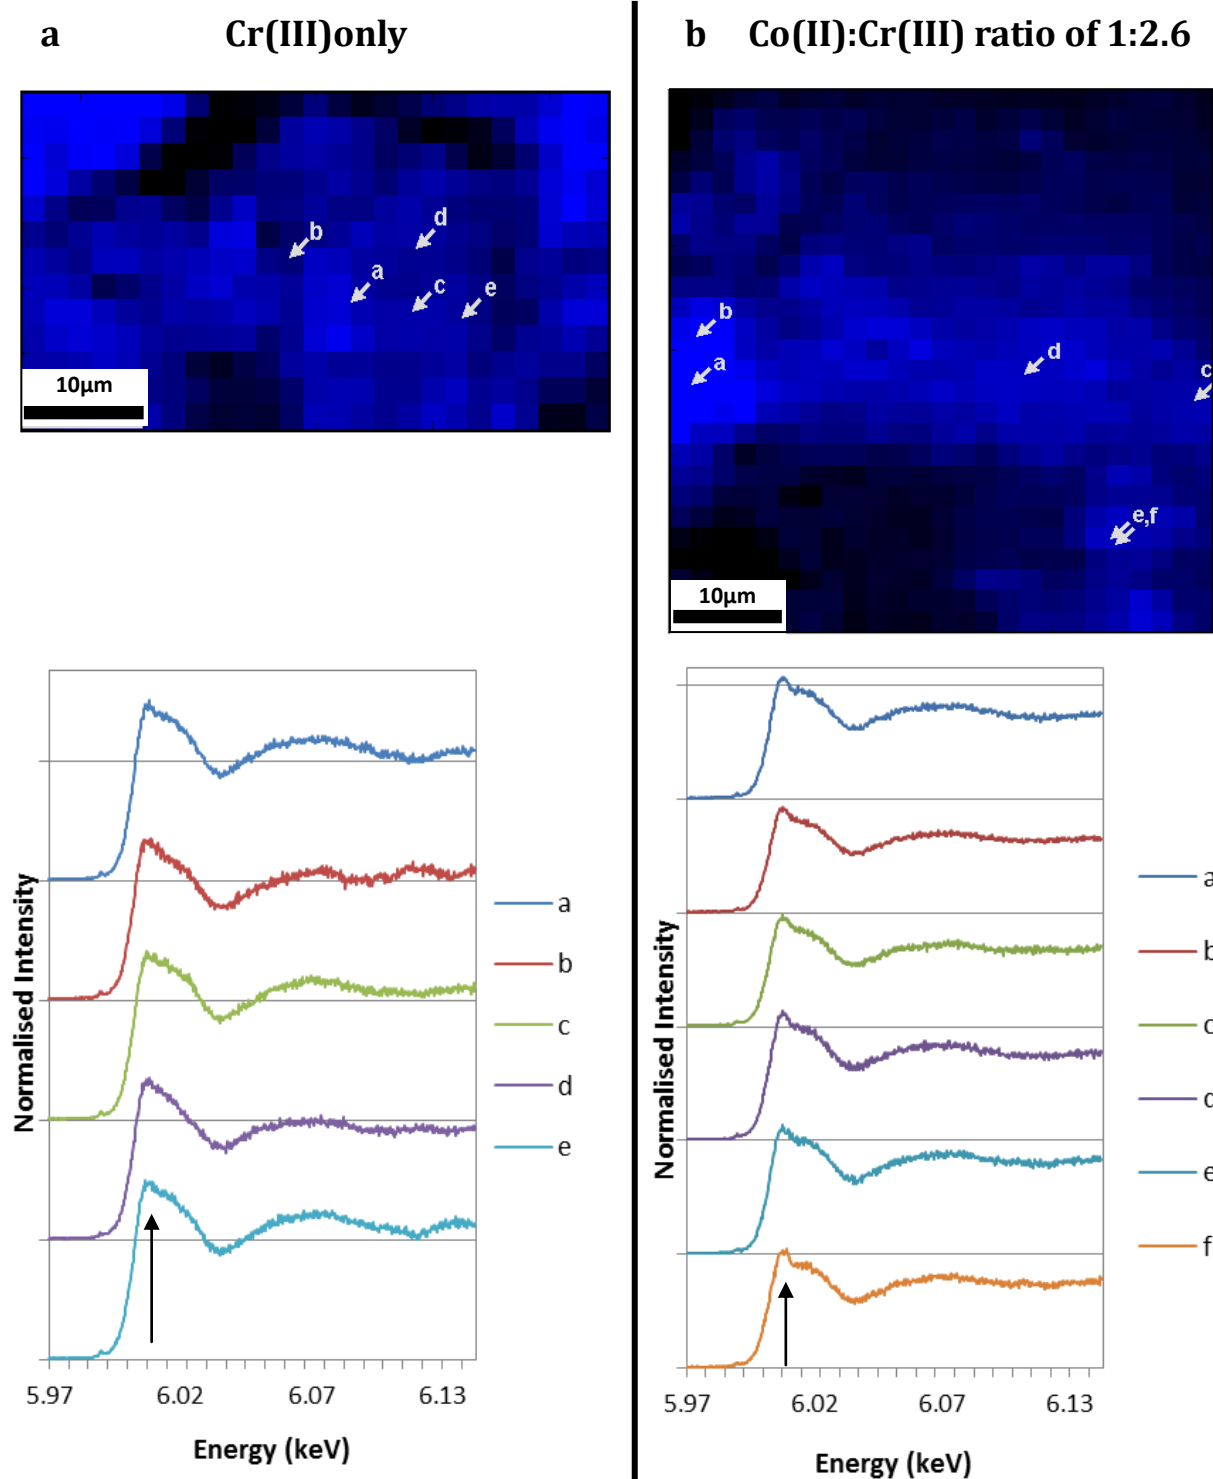 a Cr(III)only
b
d
a
c
e
10μm
Normalised Intensity
a
b
c
d
e
5.97 6.02 6.07 6.13
Energy (keV)
b Co(II):Cr(III) ratio of 1:2.6
b
a
d
c
e,f
10μm
Normalised Intensity
a
b
c
d
e
f
5.97 6.02 6.07 6.13
Energy (keV)